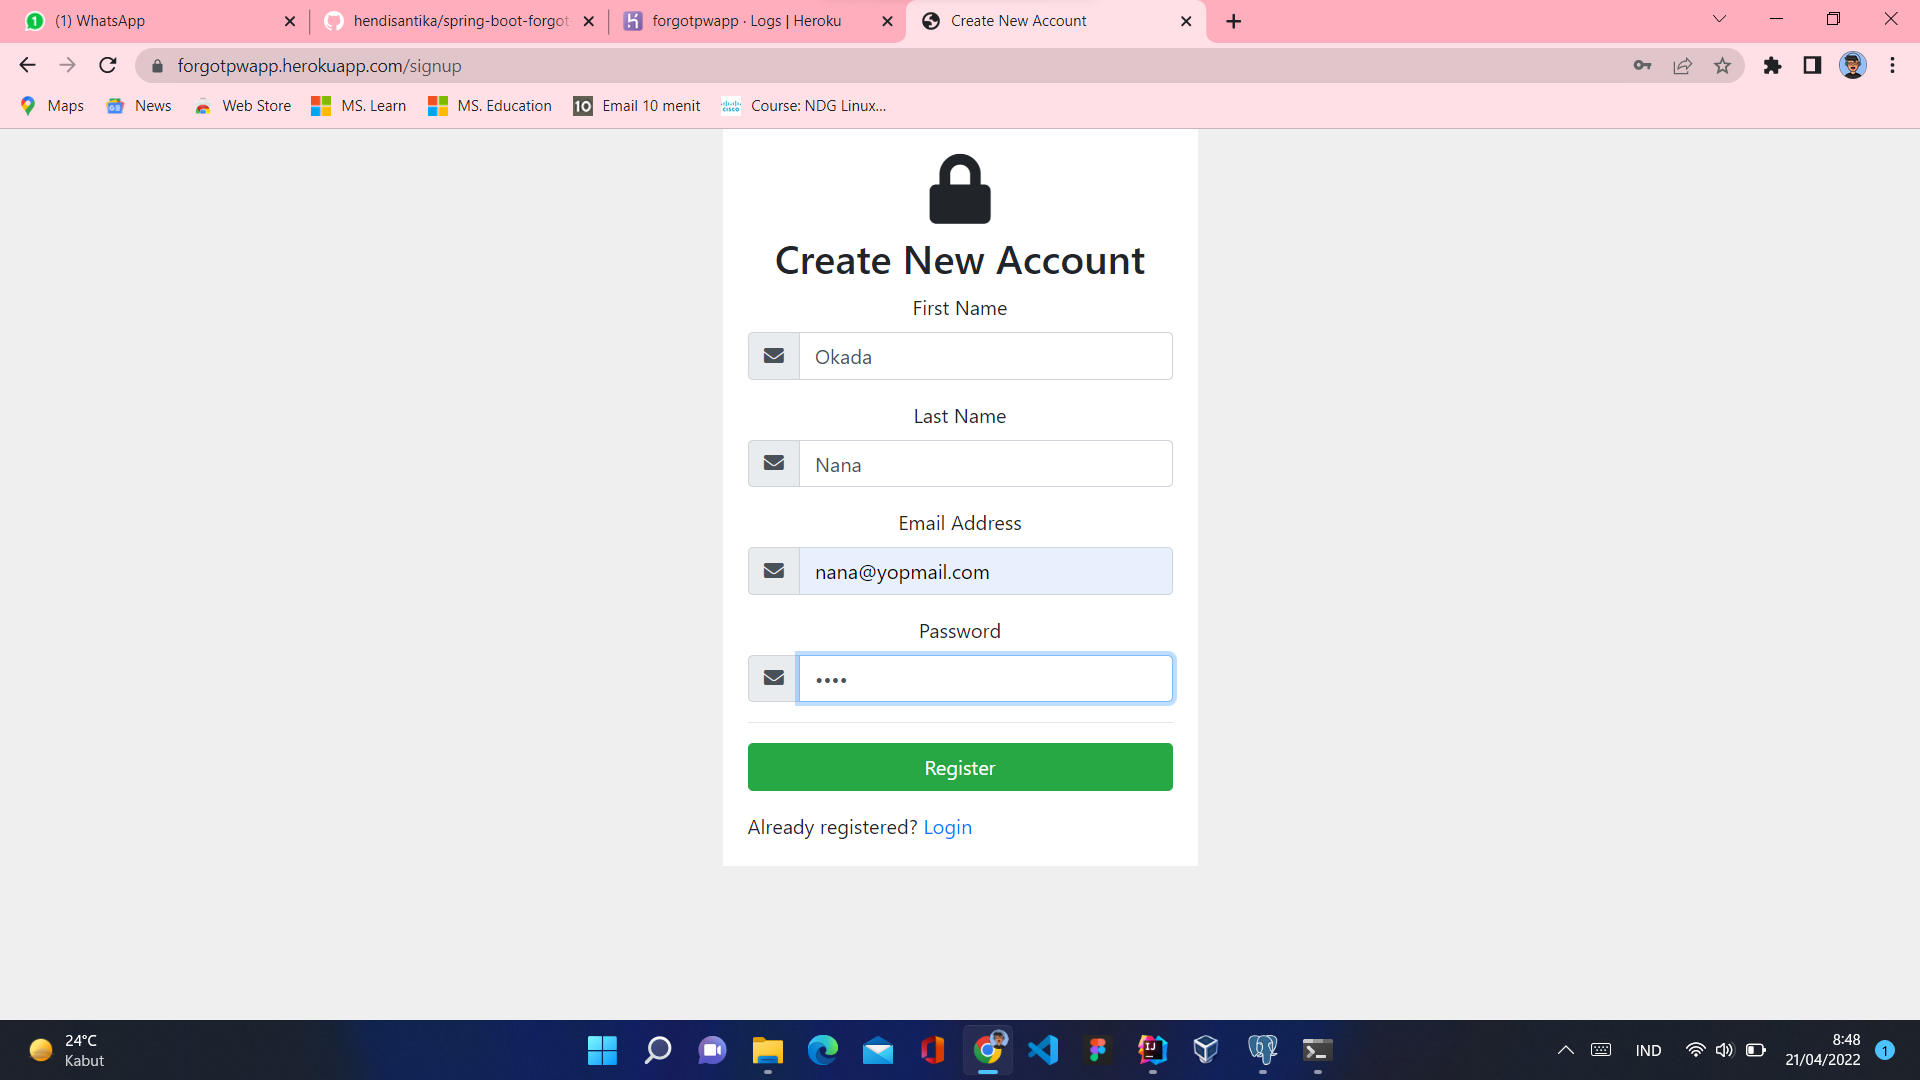 (1) WhatsApp
hendisantika/spring-boot-forgot
forgotpwapp · Logs | Heroku
Create New Account
forgotpwapp.herokuapp.com/signup
Maps
News
Web Store
MS. Learn
MS. Education
10
Email 10 menit
cisco
Course: NDG Linux...
Create New Account
First Name
Okada
Last Name
Nana
Email Address
nana@yopmail.com
Password
••••
Register
Already registered? Login
24°C
Kabut
IND
8:48
21/04/2022
1